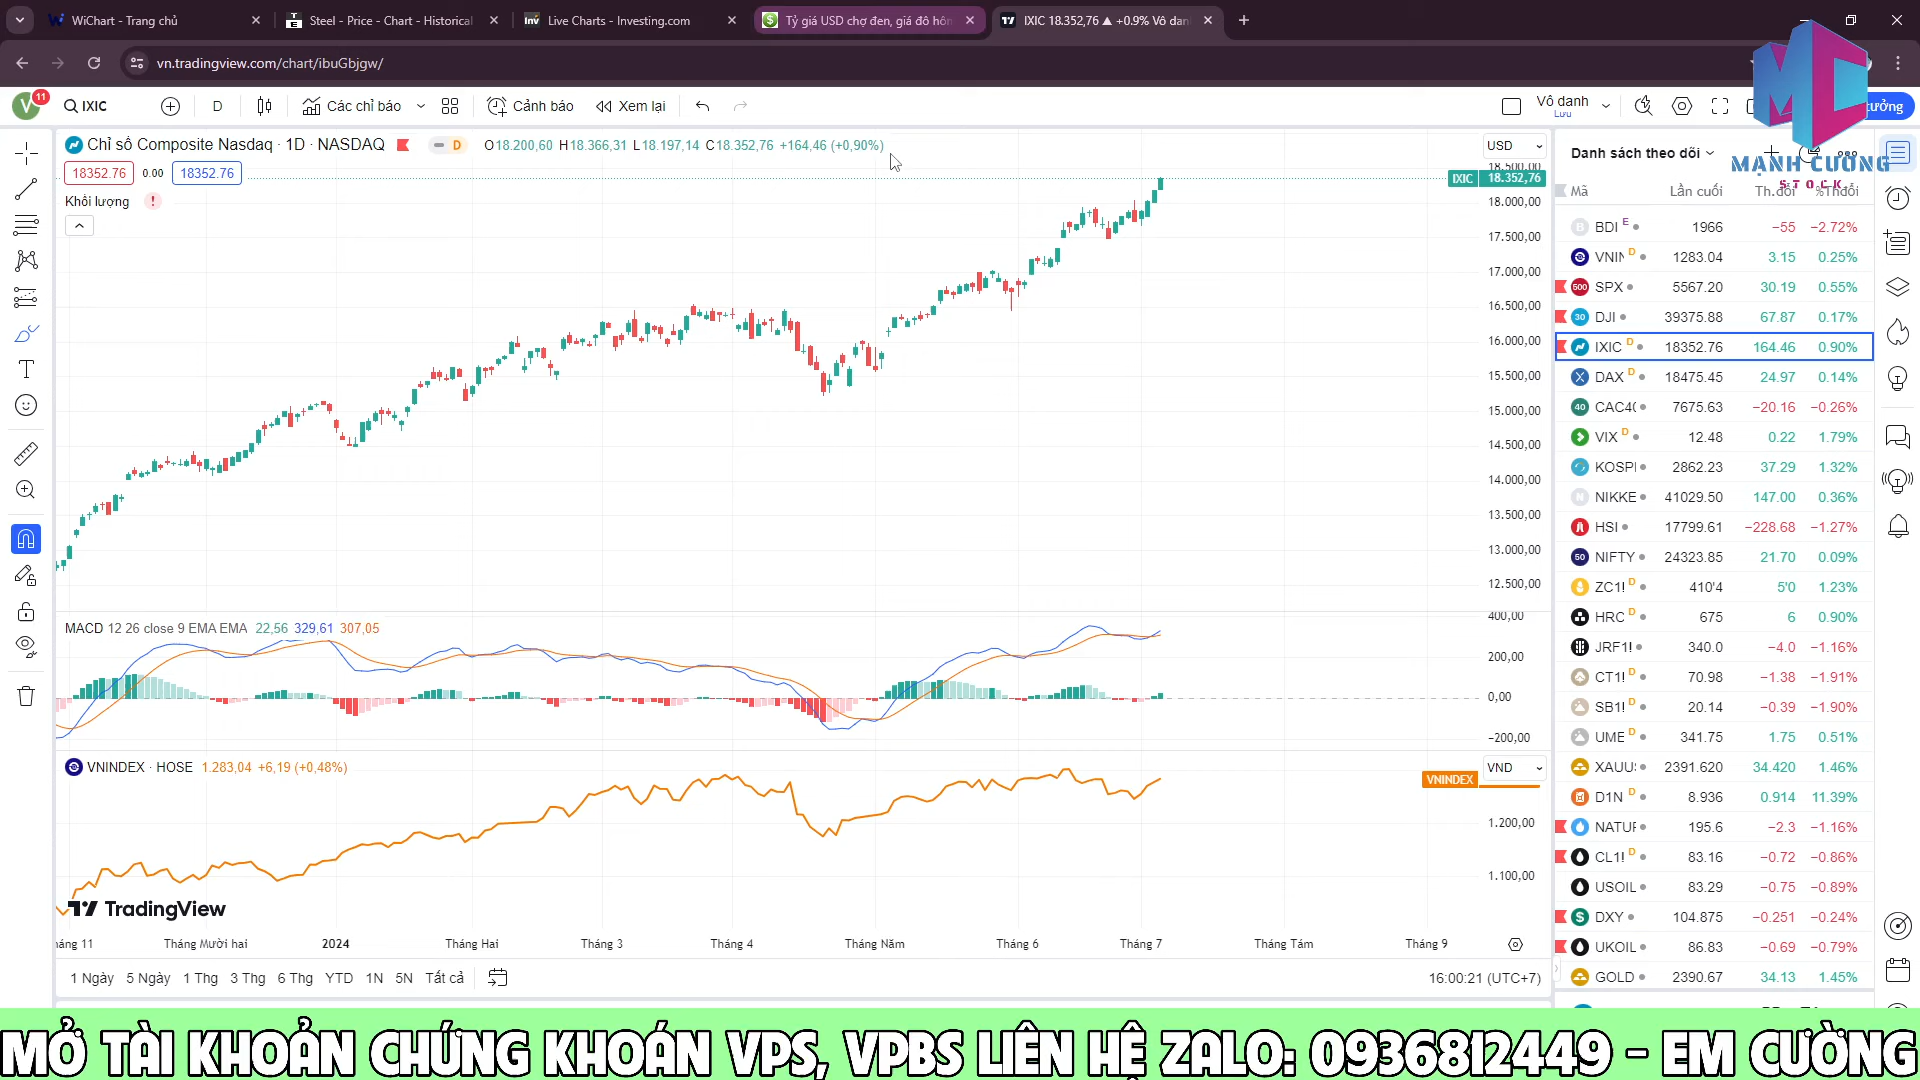 WiChart - Trang chủ
Steel - Price - Chart - Historical
Live Charts - Investing.com
Tỷ giá USD chợ đen, giá đô hôm
IXIC 18.352,76 ▲ +0.9% Vô danh
vn.tradingview.com/chart/ibuGbjgw/
V 11
IXIC
D
Các chỉ báo
Cảnh báo
Xem lại
Vô danh
Lưu
tưởng
MẠNH CƯỜNG
STOCK
Chỉ số Composite Nasdaq · 1D · NASDAQ
D
O18.200,60 H18.366,31 L18.197,14 C18.352,76 +164,46 (+0,90%)
18352.76 0.00 18352.76
Khối lượng
USD
18.500,00
IXIC 18.352,76
18.000,00
17.500,00
17.000,00
16.500,00
16.000,00
15.500,00
15.000,00
14.500,00
14.000,00
13.500,00
13.000,00
12.500,00
MACD 12 26 close 9 EMA EMA 22,56 329,61 307,05
400,00
200,00
0,00
−200,00
VNINDEX · HOSE 1.283,04 +6,19 (+0,48%)
VND
VNINDEX
1.200,00
1.100,00
TradingView
háng 11 Tháng Mười hai 2024 Tháng Hai Tháng 3 Tháng 4 Tháng Năm Tháng 6 Tháng 7 Tháng Tám Tháng 9
1 Ngày 5 Ngày 1 Thg 3 Thg 6 Thg YTD 1N 5N Tất cả
16:00:21 (UTC+7)
Danh sách theo dõi
Mã Lần cuối Th.đổi %Thđổi
BDI E 1966 −55 −2.72%
VNIN D 1283.04 3.15 0.25%
SPX 5567.20 30.19 0.55%
DJI 39375.88 67.87 0.17%
IXIC D 18352.76 164.46 0.90%
DAX D 18475.45 24.97 0.14%
CAC40 7675.63 −20.16 −0.26%
VIX D 12.48 0.22 1.79%
KOSPI 2862.23 37.29 1.32%
NIKKE 41029.50 147.00 0.36%
HSI 17799.61 −228.68 −1.27%
NIFTY 24323.85 21.70 0.09%
ZC1! D 410'4 5'0 1.23%
HRC D 675 6 0.90%
JRF1! 340.0 −4.0 −1.16%
CT1! D 70.98 −1.38 −1.91%
SB1! D 20.14 −0.39 −1.90%
UME D 341.75 1.75 0.51%
XAUUS 2391.620 34.420 1.46%
D1N D 8.936 0.914 11.39%
NATUR 195.6 −2.3 −1.16%
CL1! D 83.16 −0.72 −0.86%
USOIL 83.29 −0.75 −0.89%
DXY 104.875 −0.251 −0.24%
UKOIL 86.83 −0.69 −0.79%
GOLD 2390.67 34.13 1.45%
MỞ TÀI KHOẢN CHỨNG KHOÁN VPS, VPBS LIÊN HỆ ZALO: 0936812449 - EM CƯỜNG